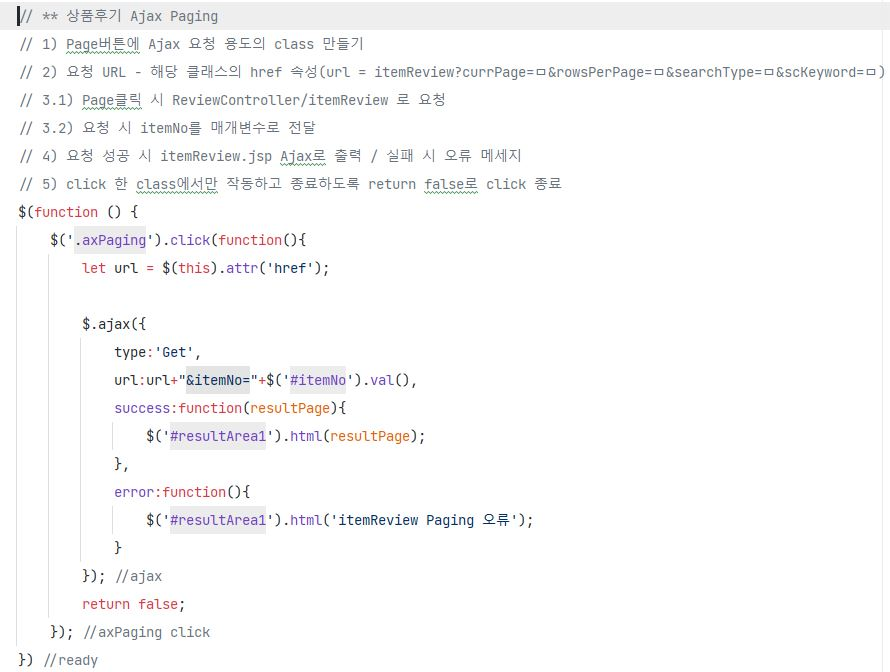 // ** 상품후기 Ajax Paging
// 1) Page버튼에 Ajax 요청 용도의 class 만들기
// 2) 요청 URL - 해당 클래스의 href 속성(url = itemReview?currPage=ㅁ&rowsPerPage=ㅁ&searchType=ㅁ&scKeyword=ㅁ)
// 3.1) Page클릭 시 ReviewController/itemReview 로 요청
// 3.2) 요청 시 itemNo를 매개변수로 전달
// 4) 요청 성공 시 itemReview.jsp Ajax로 출력 / 실패 시 오류 메세지
// 5) click 한 class에서만 작동하고 종료하도록 return false로 click 종료
$(function () {
$('.axPaging').click(function(){
let url = $(this).attr('href');
$.ajax({
type:'Get',
url:url+"&itemNo="+$('#itemNo').val(),
success:function(resultPage){
$('#resultArea1').html(resultPage);
},
error:function(){
$('#resultArea1').html('itemReview Paging 오류');
}
}); //ajax
return false;
}); //axPaging click
}) //ready